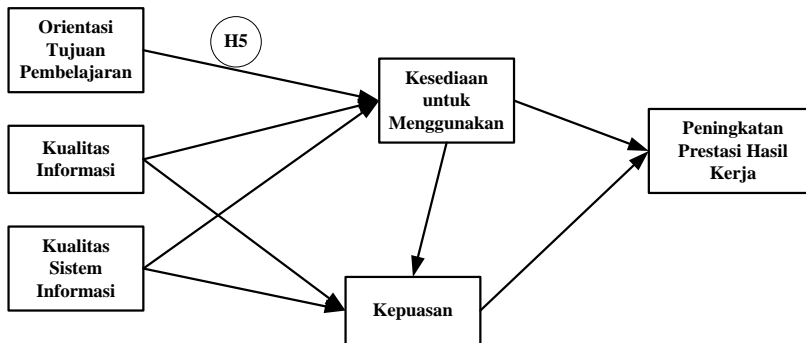 Orientasi
Tujuan
Pembelajaran
H5
Kesediaan
untuk
Menggunakan
Peningkatan
Prestasi Hasil
Kerja
Kualitas
Informasi
Kualitas
Sistem
Informasi
Kepuasan